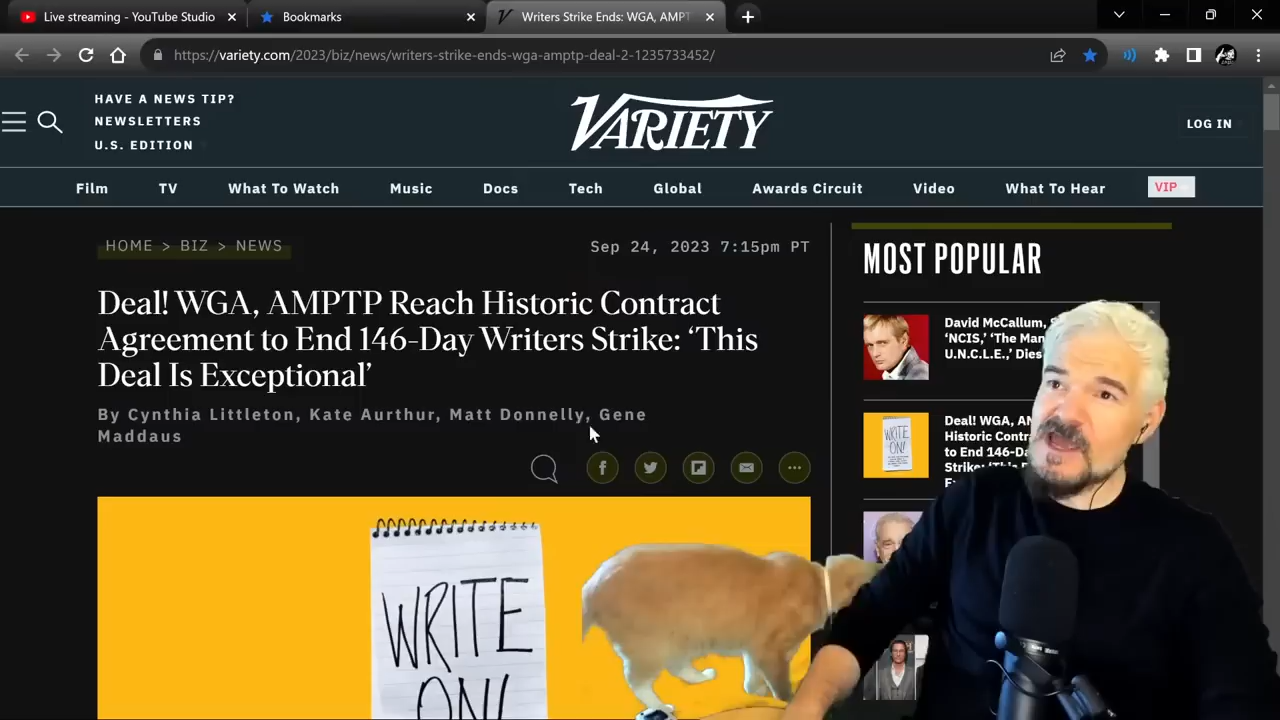 Live streaming - YouTube Studio
Bookmarks
Writers Strike Ends: WGA, AMPT
https://variety.com/2023/biz/news/writers-strike-ends-wga-amptp-deal-2-1235733452/
HAVE A NEWS TIP?
NEWSLETTERS
U.S. EDITION
VARIETY
LOG IN
Film
TV
What To Watch
Music
Docs
Tech
Global
Awards Circuit
Video
What To Hear
VIP
HOME > BIZ > NEWS
Sep 24, 2023 7:15pm PT
Deal! WGA, AMPTP Reach Historic Contract
Agreement to End 146-Day Writers Strike: ‘This
Deal Is Exceptional’
By Cynthia Littleton, Kate Aurthur, Matt Donnelly, Gene
Maddaus
WRITE
ON!
MOST POPULAR
David McCallum,
‘NCIS,’ ‘The Man
U.N.C.L.E.,’ Dies
WRITE
ON!
Deal! WGA,
Historic
to End 146-Day
Strike: